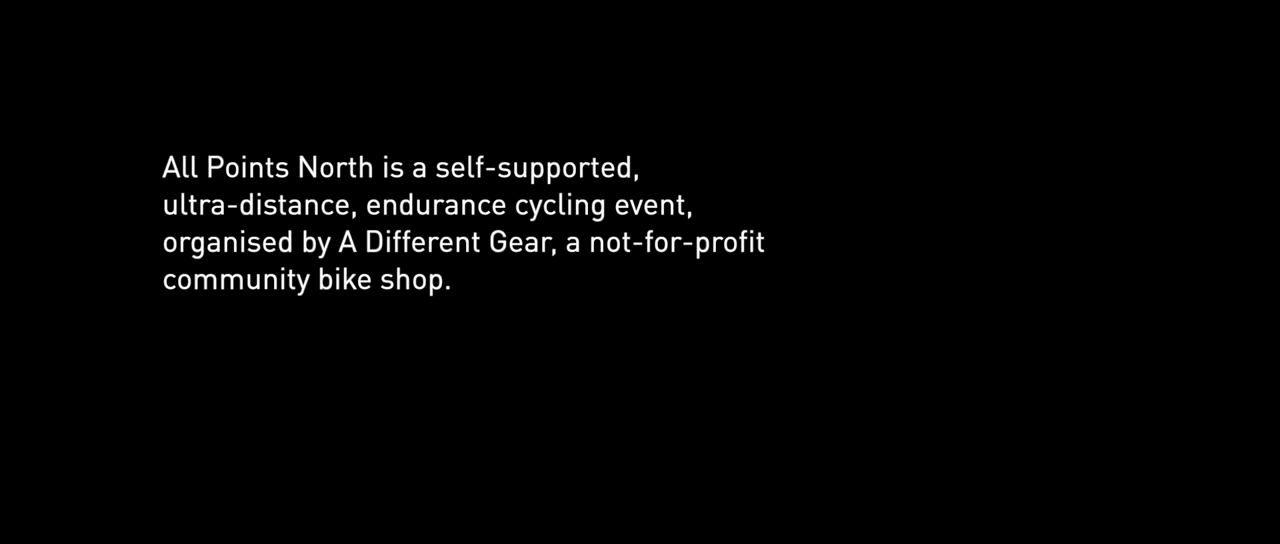 All Points North is a self-supported,
ultra-distance, endurance cycling event,
organised by A Different Gear, a not-for-profit
community bike shop.